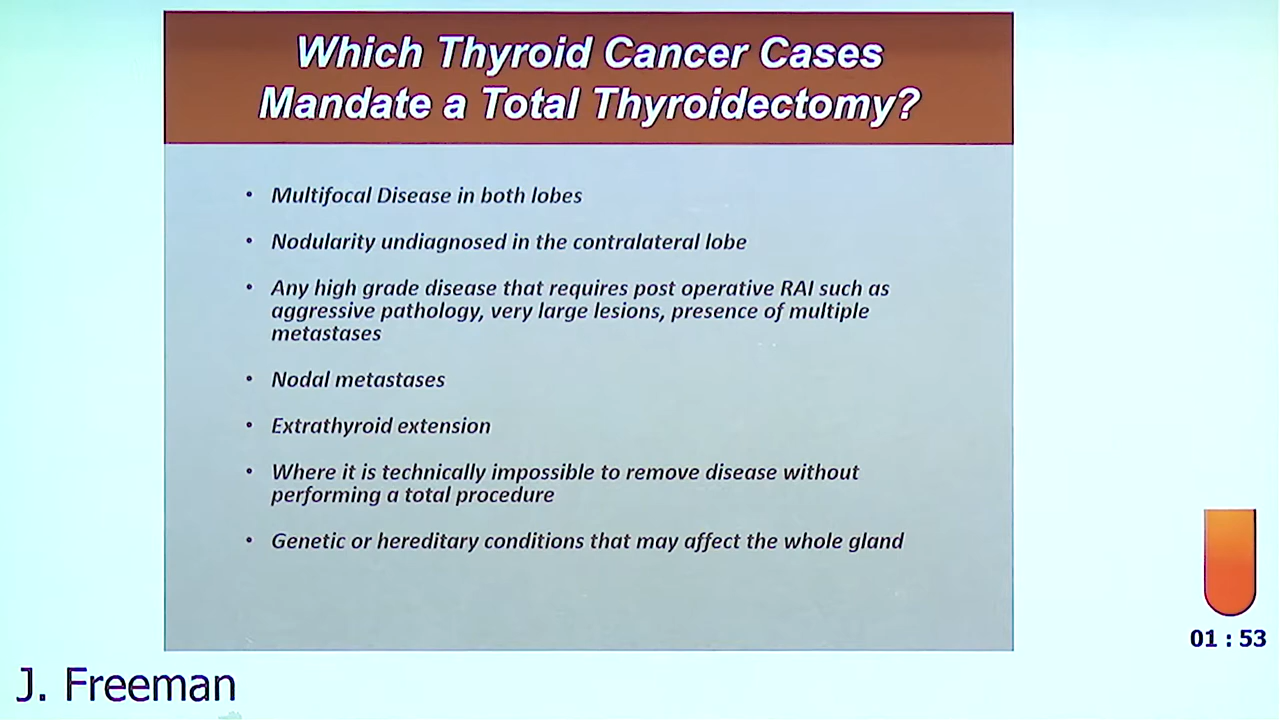 Which Thyroid Cancer Cases
Mandate a Total Thyroidectomy?
• Multifocal Disease in both lobes
• Nodularity undiagnosed in the contralateral lobe
• Any high grade disease that requires post operative RAI such as
aggressive pathology, very large lesions, presence of multiple
metastases
• Nodal metastases
• Extrathyroid extension
• Where it is technically impossible to remove disease without
performing a total procedure
• Genetic or hereditary conditions that may affect the whole gland
01 : 53
J. Freeman